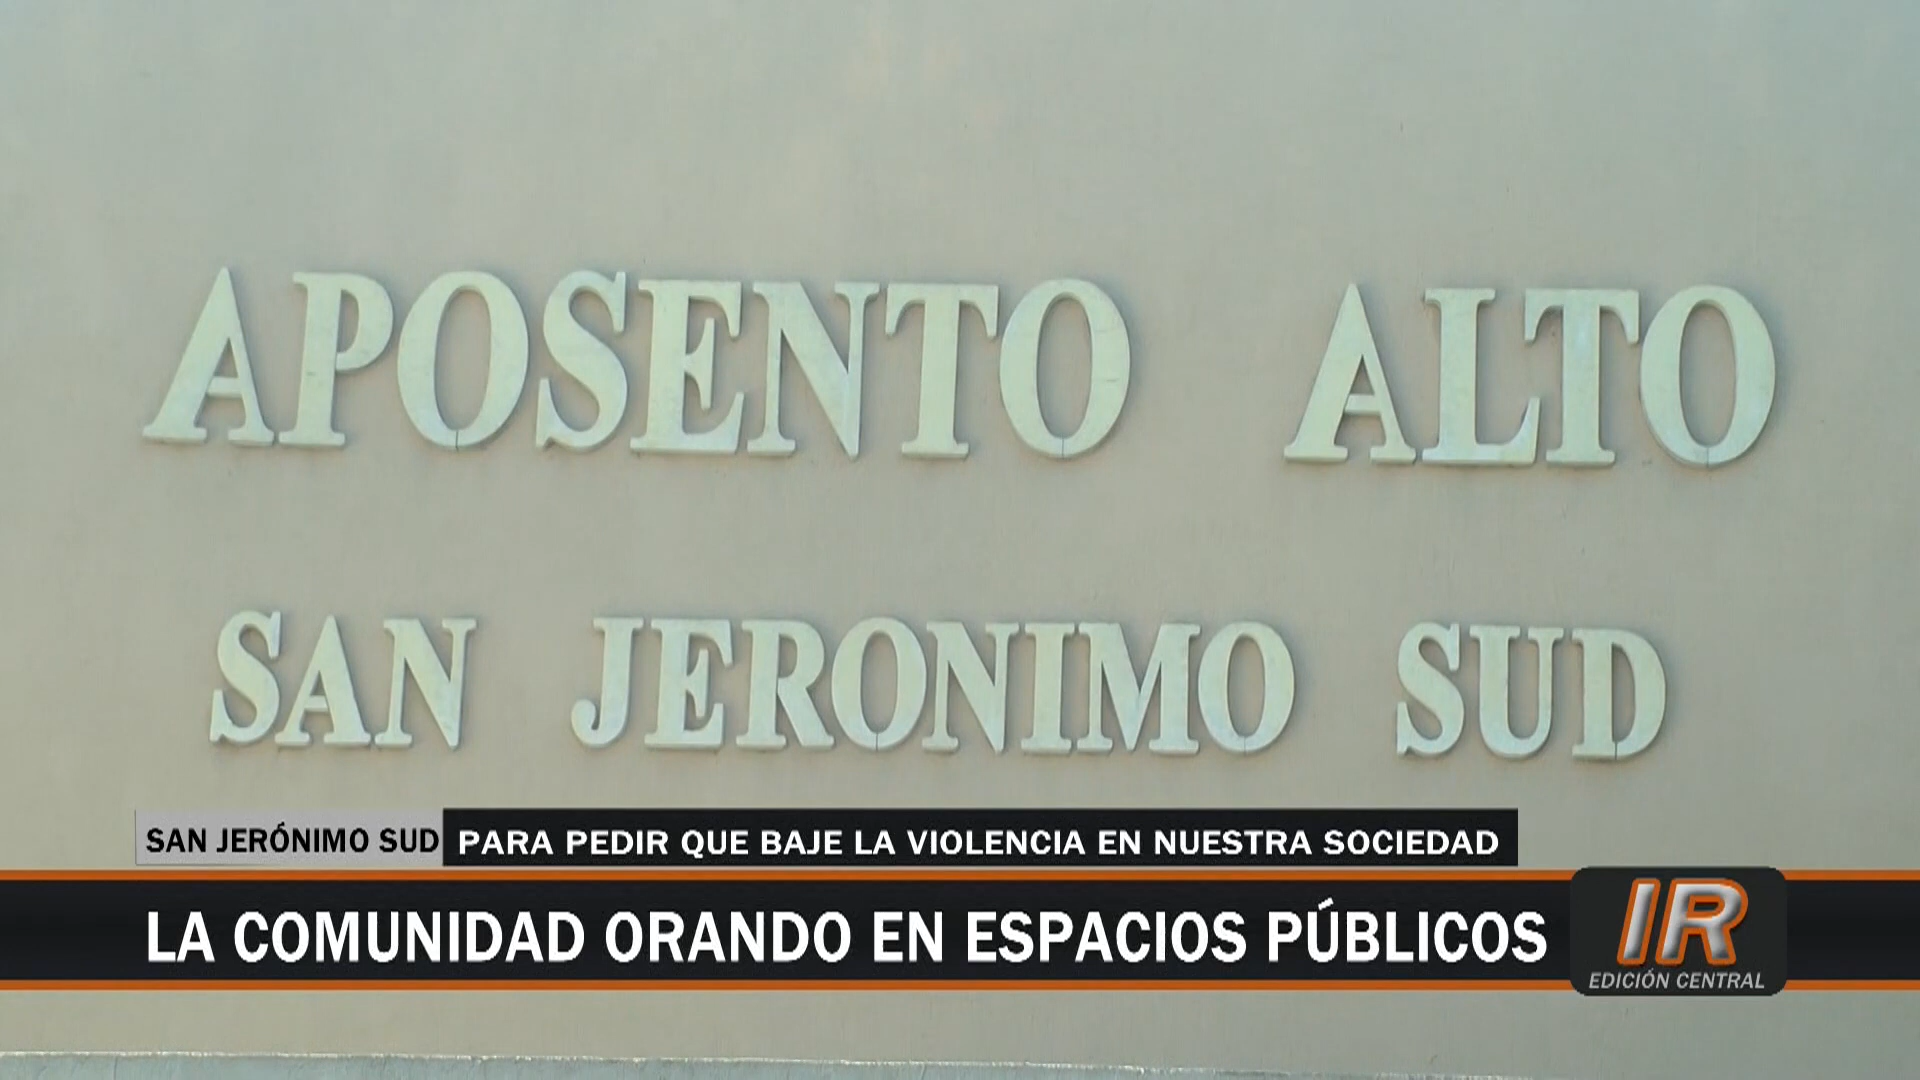 APOSENTO ALTO
SAN JERONIMO SUD
SAN JERÓNIMO SUD PARA PEDIR QUE BAJE LA VIOLENCIA EN NUESTRA SOCIEDAD
LA COMUNIDAD ORANDO EN ESPACIOS PÚBLICOS
IR
EDICIÓN CENTRAL